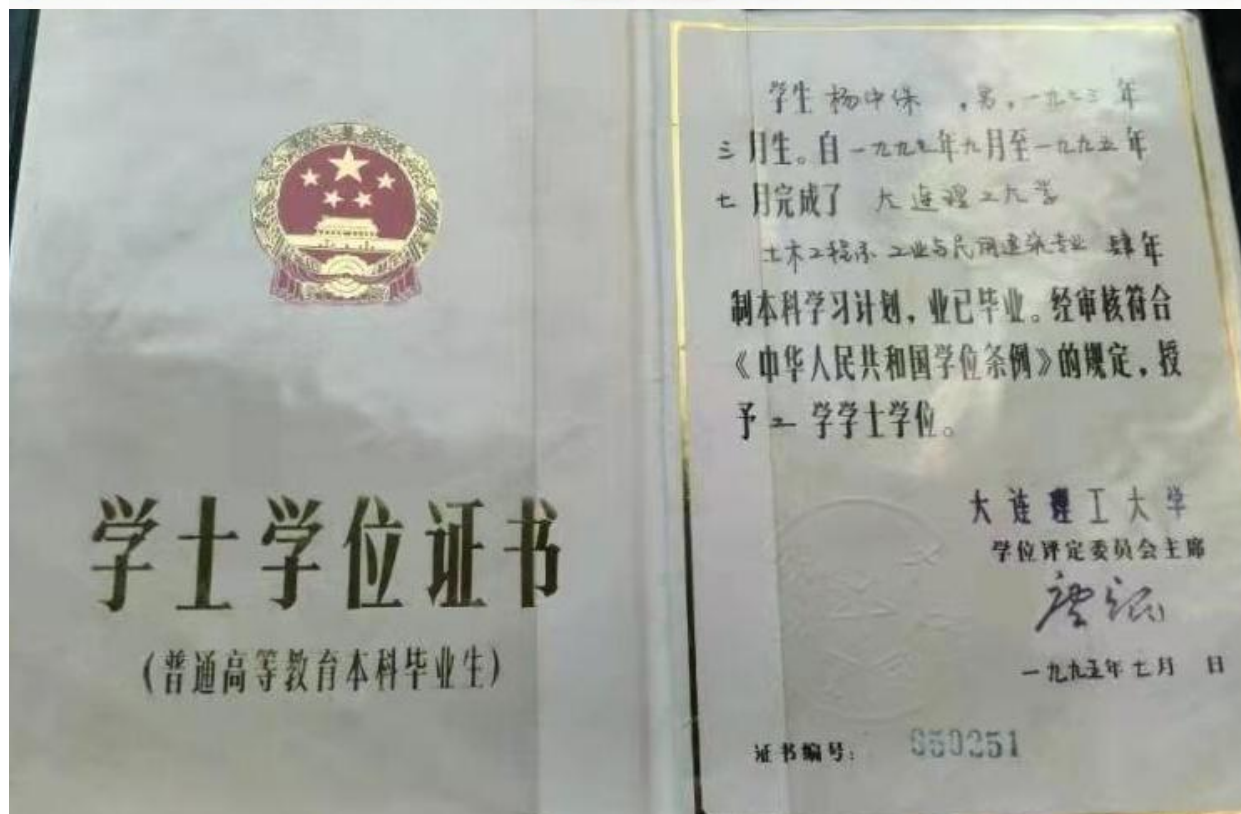 学士学位证书
(普通高等教育本科毕业生)
学生 杨中保 ,男,一九七三年
三月生。自一九九一年九月至一九九五年
七月完成了 大连理工大学
土木工程系 工业与民用建筑专业 肆年
制本科学习计划,业已毕业。经审核符合
《中华人民共和国学位条例》的规定,授
予 工 学学士学位。
大连理工大学
学位评定委员会主席
一九九五年七月 日
证书编号: 950251